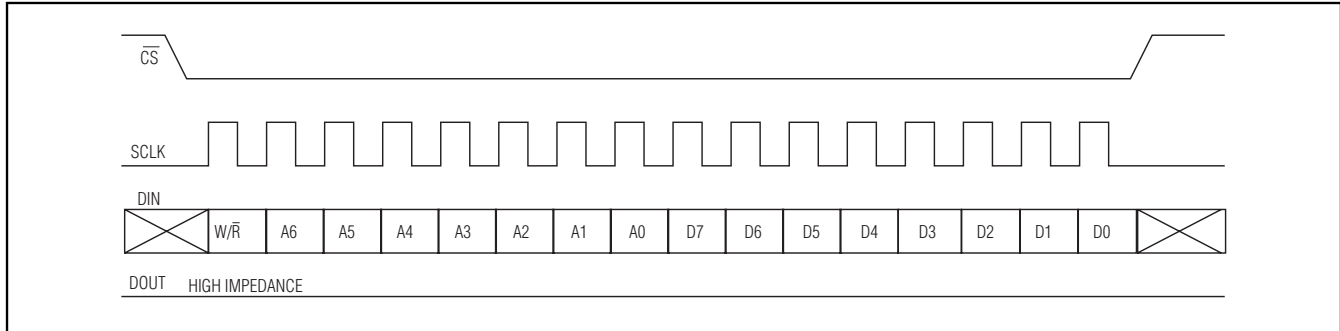 C̅S̅
SCLK
DIN
W/R̅ A6 A5 A4 A3 A2 A1 A0 D7 D6 D5 D4 D3 D2 D1 D0
DOUT HIGH IMPEDANCE